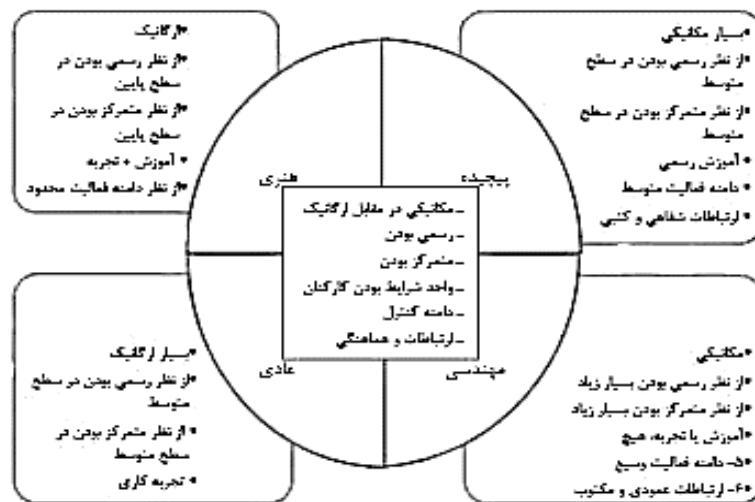 •بسیار مکانیکی
•از نظر رسمی بودن در سطح
متوسط
•از نظر متمرکز بودن در سطح
متوسط
• آموزش رسمی
• دامنه فعالیت متوسط
• ارتباطات شفاهی و کتبی
•ارگانیک
•از نظر رسمی بودن در
سطح پایین
•از نظر متمرکز بودن در
سطح پایین
• آموزش + تجربه
•از نظر دامنه فعالیت محدود
پیچیده
هنری
ـ مکانیکی در مقابل ارگانیک
ـ رسمی بودن
ـ متمرکز بودن
ـ واحد شرایط بودن کارکنان
ـ دامنه کنترل
ـ ارتباطات و هماهنگی
مهندسی
عادی
•مکانیکی
•از نظر رسمی بودن بسیار زیاد
•از نظر متمرکز بودن بسیار زیاد
•آموزش یا تجربه، هیچ
۵- دامنه فعالیت وسیع
۶- ارتباطات عمودی و مکتوب
•بسیار ارگانیک
•از نظر رسمی بودن در سطح
متوسط
• از نظر متمرکز بودن در
سطح متوسط
• تجربه کاری